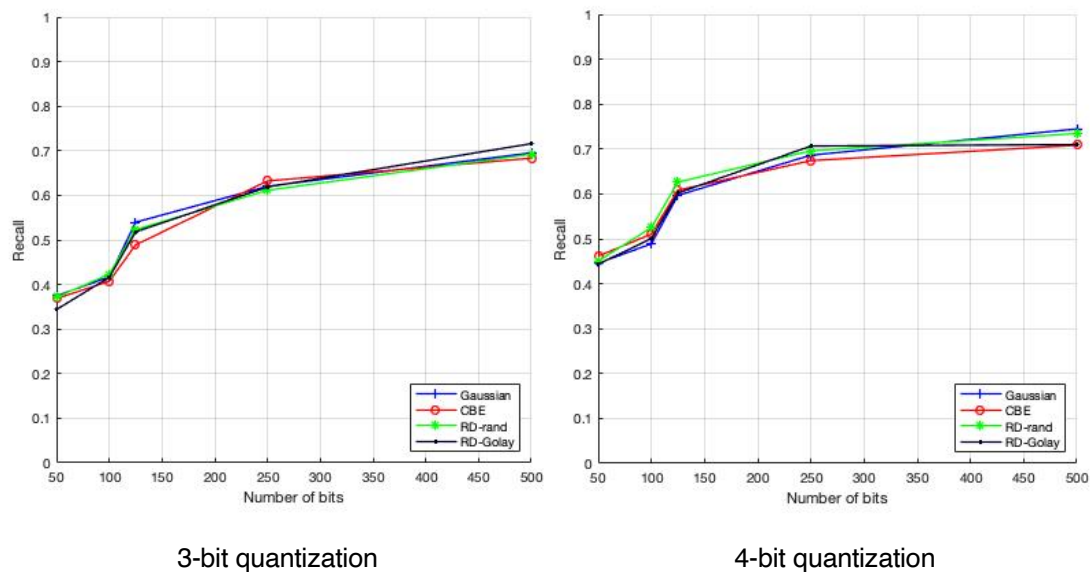 1
0.9
0.8
0.7
0.6
0.5
0.4
0.3
0.2
0.1
0
Recall
50 100 150 200 250 300 350 400 450 500
Number of bits
Gaussian
CBE
RD-rand
RD-Golay
3-bit quantization
1
0.9
0.8
0.7
0.6
0.5
0.4
0.3
0.2
0.1
0
Recall
50 100 150 200 250 300 350 400 450 500
Number of bits
Gaussian
CBE
RD-rand
RD-Golay
4-bit quantization